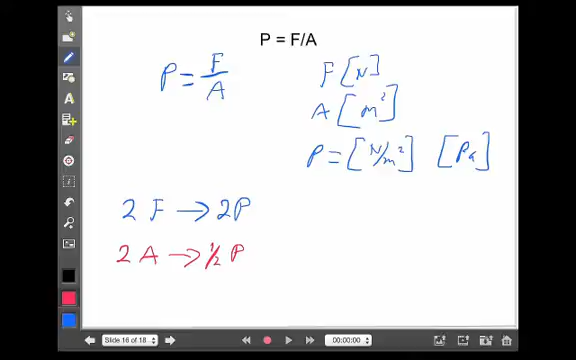 P = F/A
P = F/A
F [N]
A [m²]
P = [N/m²] [Pa]
2 F → 2P
2 A → 1/2 P
Slide 16 of 18
00:00:00